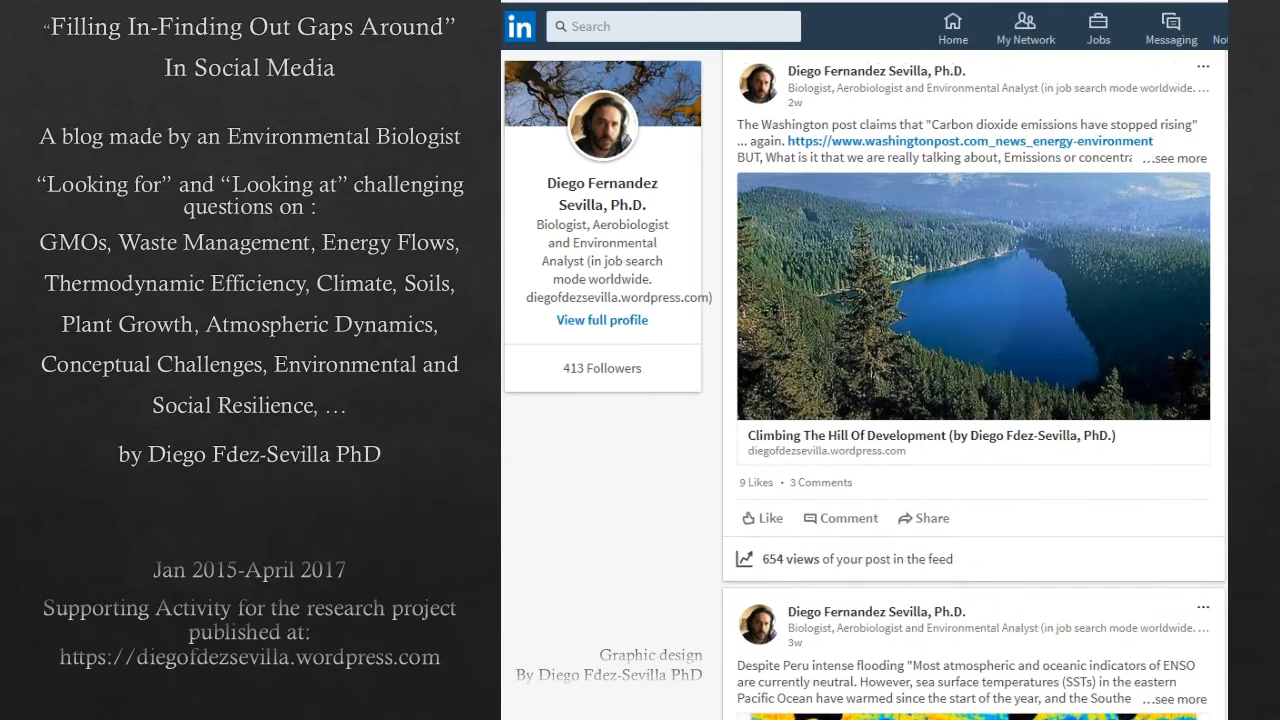 “Filling In-Finding Out Gaps Around”
In Social Media
A blog made by an Environmental Biologist
“Looking for” and “Looking at” challenging
questions on :
GMOs, Waste Management, Energy Flows,
Thermodynamic Efficiency, Climate, Soils,
Plant Growth, Atmospheric Dynamics,
Conceptual Challenges, Environmental and
Social Resilience, …
by Diego Fdez-Sevilla PhD
Jan 2015-April 2017
Supporting Activity for the research project
published at:
https://diegofdezsevilla.wordpress.com
in
Search
Home
My Network
Jobs
Messaging
Not
Diego Fernandez
Sevilla, Ph.D.
Biologist, Aerobiologist
and Environmental
Analyst (in job search
mode worldwide.
diegofdezsevilla.wordpress.com)
View full profile
413 Followers
Graphic design
By Diego Fdez-Sevilla PhD
Diego Fernandez Sevilla, Ph.D.
Biologist, Aerobiologist and Environmental Analyst (in job search mode worldwide. …
2w
The Washington post claims that "Carbon dioxide emissions have stopped rising"
... again. https://www.washingtonpost.com_news_energy-environment
BUT, What is it that we are really talking about, Emissions or concentra …see more
Climbing The Hill Of Development (by Diego Fdez-Sevilla, PhD.)
diegofdezsevilla.wordpress.com
9 Likes • 3 Comments
Like Comment Share
654 views of your post in the feed
Diego Fernandez Sevilla, Ph.D.
Biologist, Aerobiologist and Environmental Analyst (in job search mode worldwide. …
3w
Despite Peru intense flooding "Most atmospheric and oceanic indicators of ENSO
are currently neutral. However, sea surface temperatures (SSTs) in the eastern
Pacific Ocean have warmed since the start of the year, and the Southe …see more